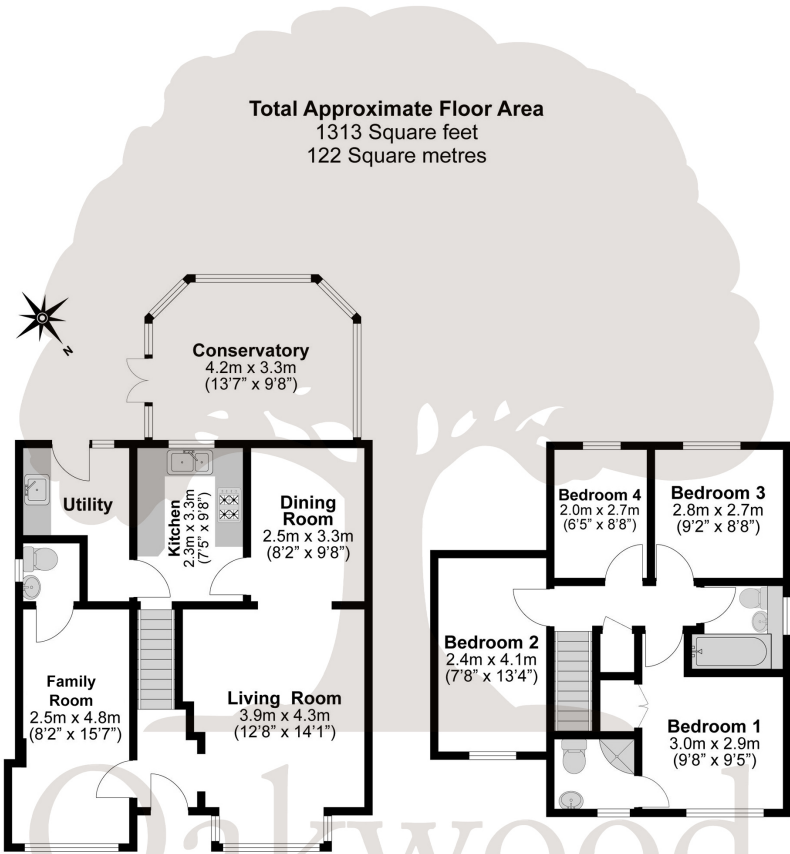 Total Approximate Floor Area
1313 Square feet
122 Square metres
N
Conservatory
4.2m x 3.3m
(13'7" x 9'8")
Utility
Kitchen
2.3m x 3.3m
(7'5" x 9'8")
Dining
Room
2.5m x 3.3m
(8'2" x 9'8")
Family
Room
2.5m x 4.8m
(8'2" x 15'7")
Living Room
3.9m x 4.3m
(12'8" x 14'1")
Bedroom 4
2.0m x 2.7m
(6'5" x 8'8")
Bedroom 3
2.8m x 2.7m
(9'2" x 8'8")
Bedroom 2
2.4m x 4.1m
(7'8" x 13'4")
Bedroom 1
3.0m x 2.9m
(9'8" x 9'5")
Oakwood